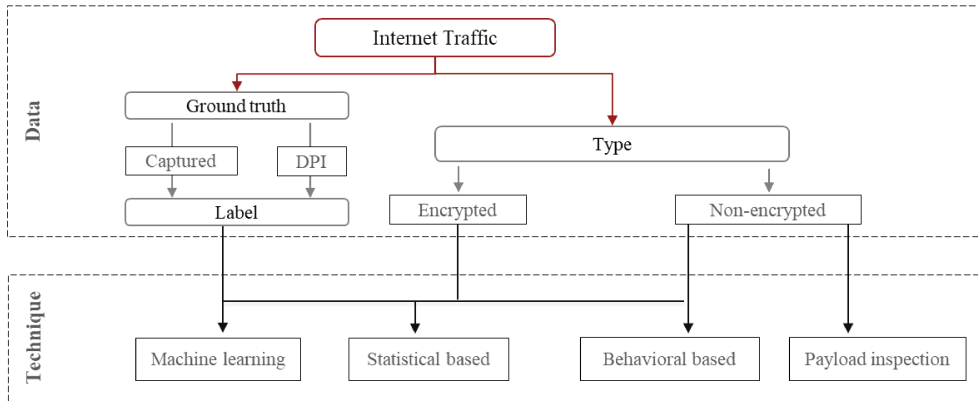 Internet Traffic
Data
Ground truth
Captured
DPI
Label
Type
Encrypted
Non-encrypted
Technique
Machine learning
Statistical based
Behavioral based
Payload inspection